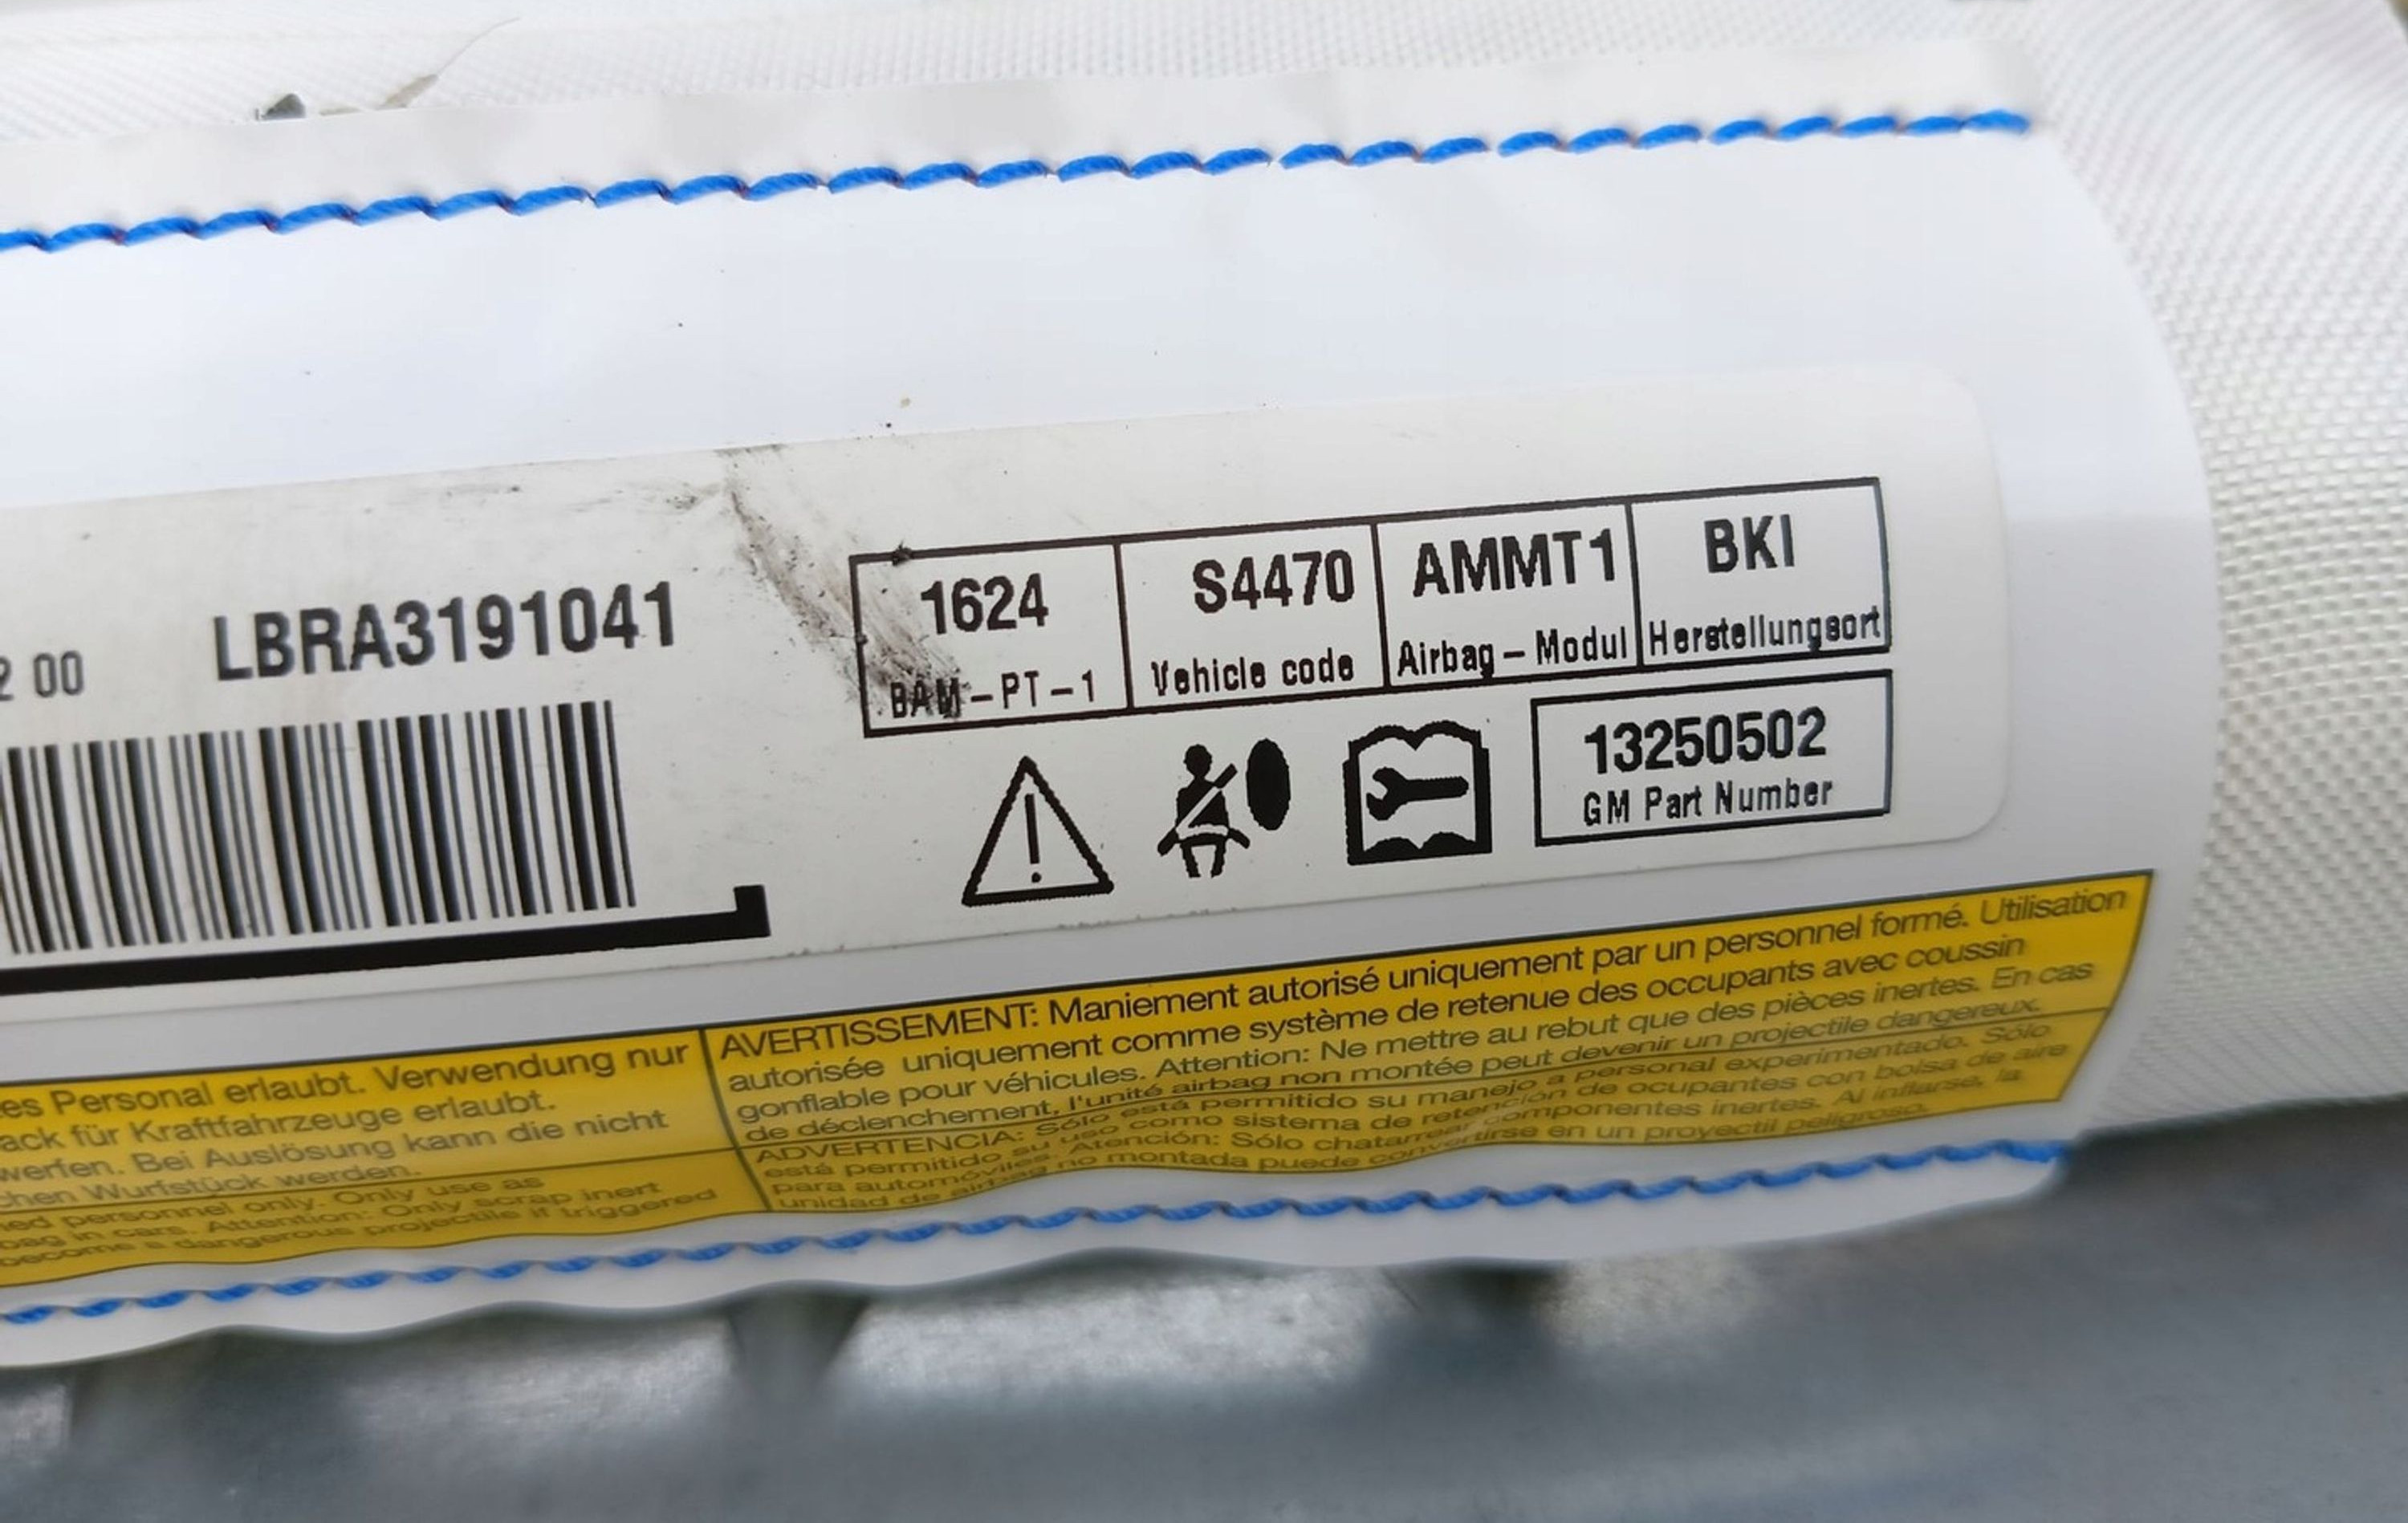 2 00
LBRA3191041
1624
BAM-PT-1
S4470
Vehicle code
AMMT1
Airbag-Modul
BKI
Herstellungsort
13250502
GM Part Number
es Personal erlaubt. Verwendung nur
ack für Kraftfahrzeuge erlaubt.
werfen. Bei Auslösung kann die nicht
chen Wurfstück werden.
ed personnel only. Only use as
bag in cars. Attention: Only scrap inert
become a dangerous projectile if triggered
AVERTISSEMENT: Maniement autorisé uniquement par un personnel formé. Utilisation
autorisée uniquement comme système de retenue des occupants avec coussin
gonflable pour véhicules. Attention: Ne mettre au rebut que des pièces inertes. En cas
de déclenchement, l'unité airbag non montée peut devenir un projectile dangereux.
ADVERTENCIA: Sólo está permitido su manejo a personal experimentado. Sólo
está permitido su uso como sistema de retención de ocupantes con bolsa de aire
para automóviles. Atención: Sólo chatarrear componentes inertes. Al inflarse, la
unidad de airbag no montada puede convertirse en un proyectil peligroso.